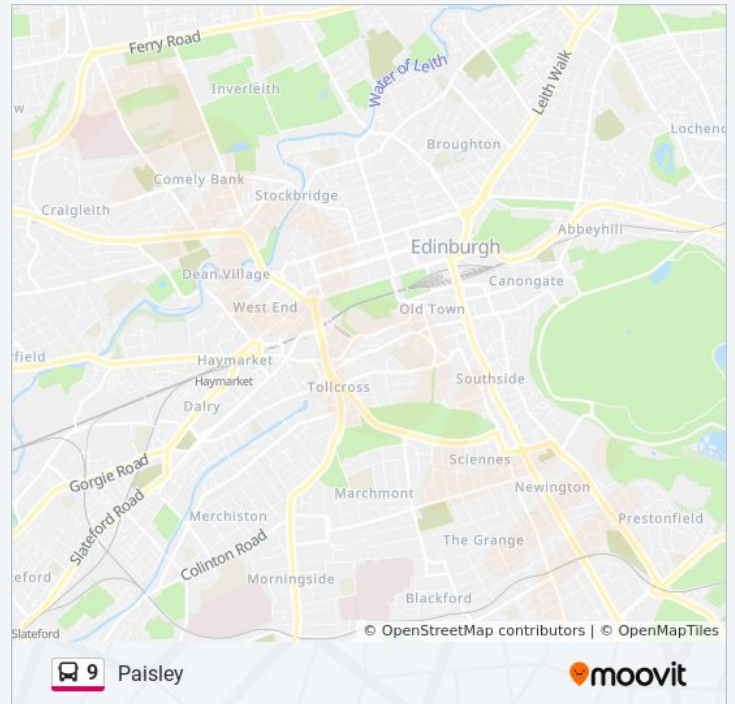 Ferry Road
Inverleith
Water of Leith
Leith Walk
w
Broughton
Lochend
Comely Bank
Stockbridge
Craigleith
Abbeyhill
Edinburgh
Dean Village
Canongate
West End
Old Town
field
Haymarket
Haymarket
Southside
Tollcross
Dalry
Sciennes
Gorgie Road
Newington
Marchmont
Slateford Road
Merchiston
Prestonfield
The Grange
Colinton Road
eford
Morningside
Blackford
Slateford
© OpenStreetMap contributors | © OpenMapTiles
9 Paisley
moovit